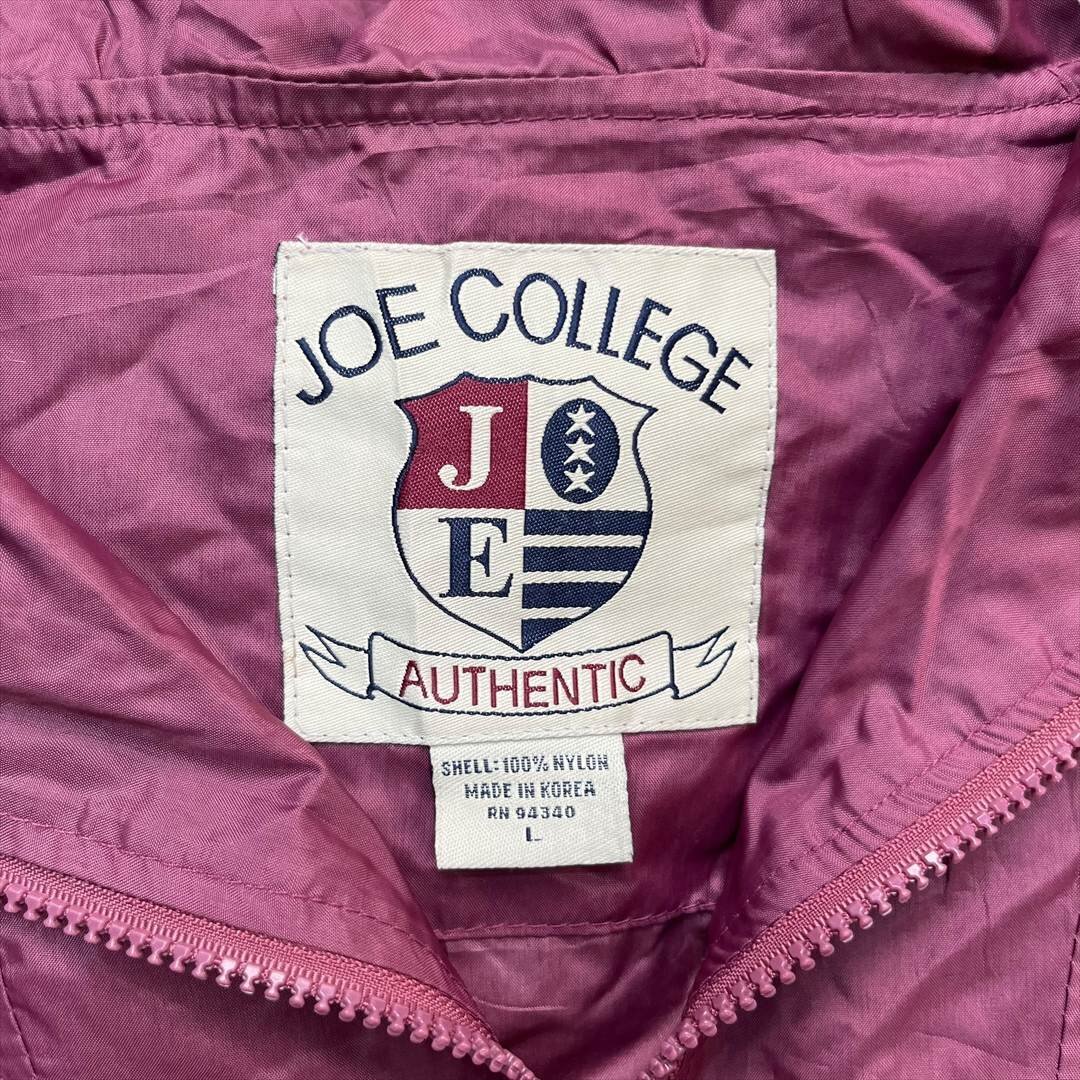 JOE COLLEGE
J
E
AUTHENTIC
SHELL: 100% NYLON
MADE IN KOREA
RN 94340
L